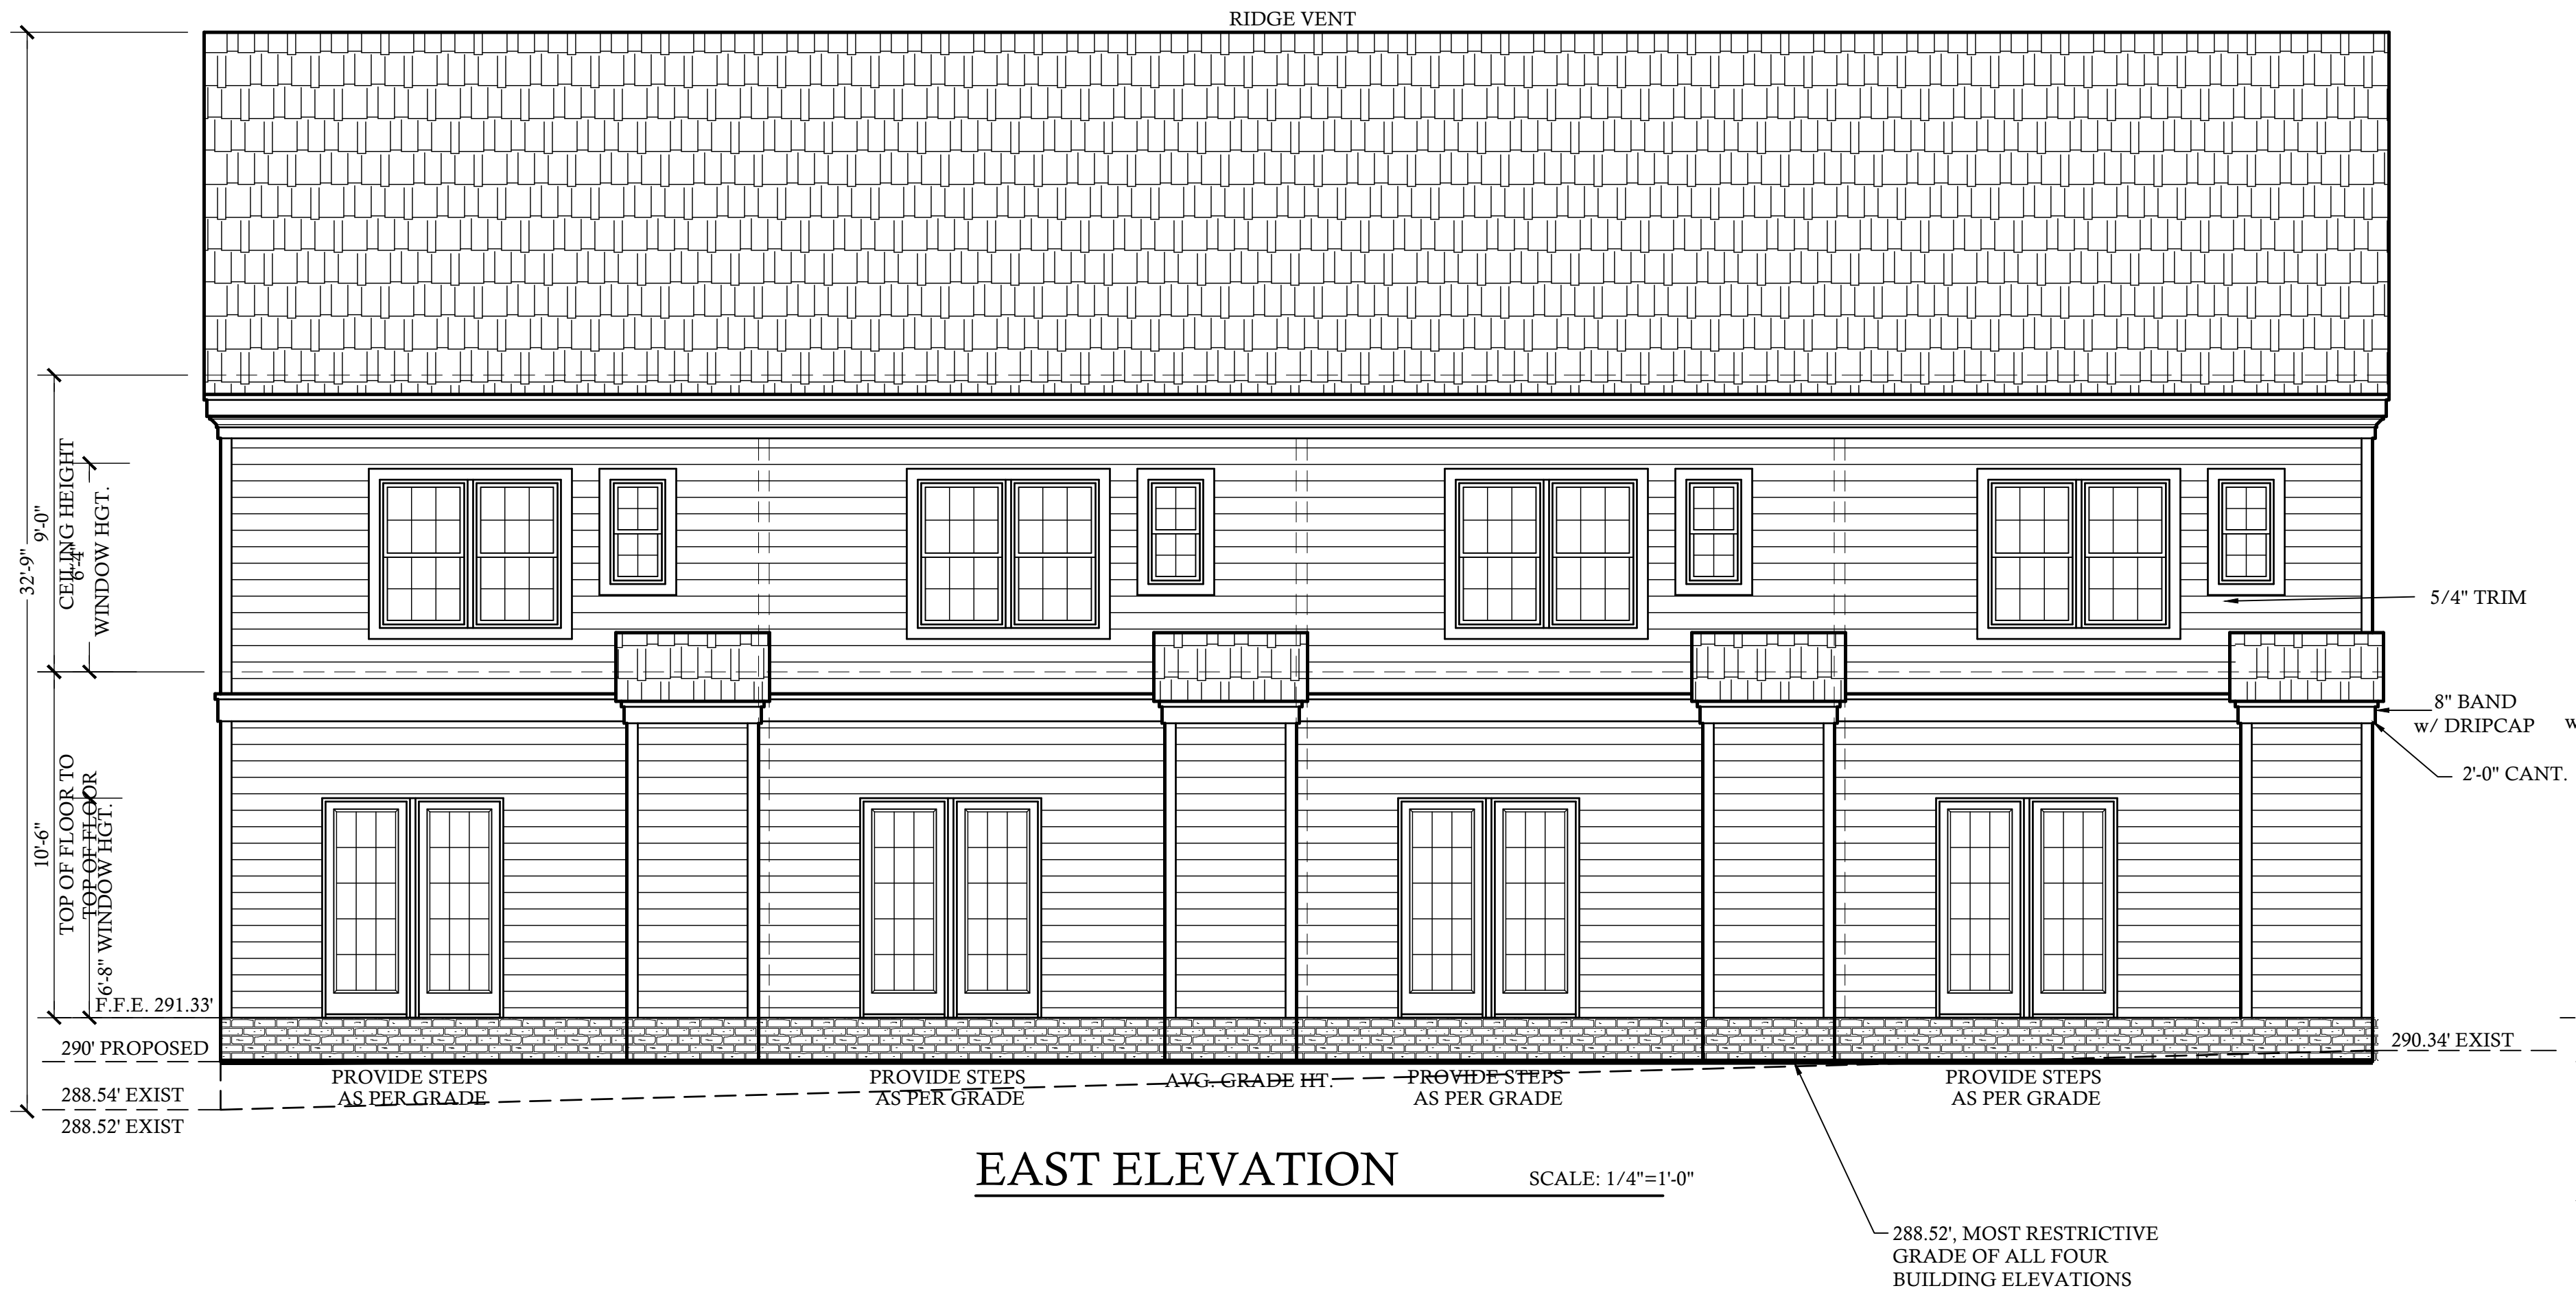 RIDGE VENT
32'-9"
9'-0"
CEILING HEIGHT
6'-4"
WINDOW HGT.
5/4" TRIM
8" BAND
w/ DRIPCAP
w
2'-0" CANT.
10'-6"
TOP OF FLOOR TO
TOP OF FLOOR
6'-8" WINDOW HGT.
F.F.E. 291.33'
290' PROPOSED
290.34' EXIST
288.54' EXIST
288.52' EXIST
PROVIDE STEPS
AS PER GRADE
PROVIDE STEPS
AS PER GRADE
AVG. GRADE HT.
PROVIDE STEPS
AS PER GRADE
PROVIDE STEPS
AS PER GRADE
EAST ELEVATION
SCALE: 1/4"=1'-0"
288.52', MOST RESTRICTIVE
GRADE OF ALL FOUR
BUILDING ELEVATIONS